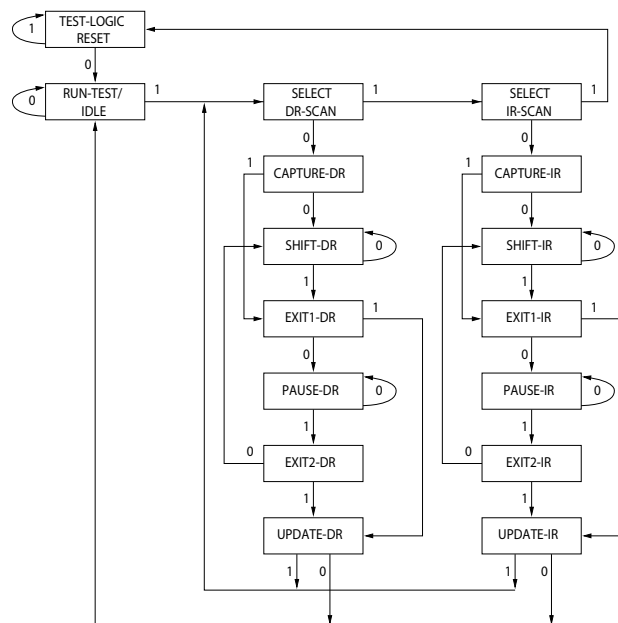 TEST-LOGIC
RESET
1
0
RUN-TEST/
IDLE
0
1
SELECT
DR-SCAN
1
SELECT
IR-SCAN
1
0
0
1
CAPTURE-DR
1
CAPTURE-IR
0
0
SHIFT-DR
0
SHIFT-IR
0
1
1
EXIT1-DR
1
EXIT1-IR
1
0
0
PAUSE-DR
0
PAUSE-IR
0
1
1
0
EXIT2-DR
0
EXIT2-IR
1
1
UPDATE-DR
UPDATE-IR
1
0
1
0